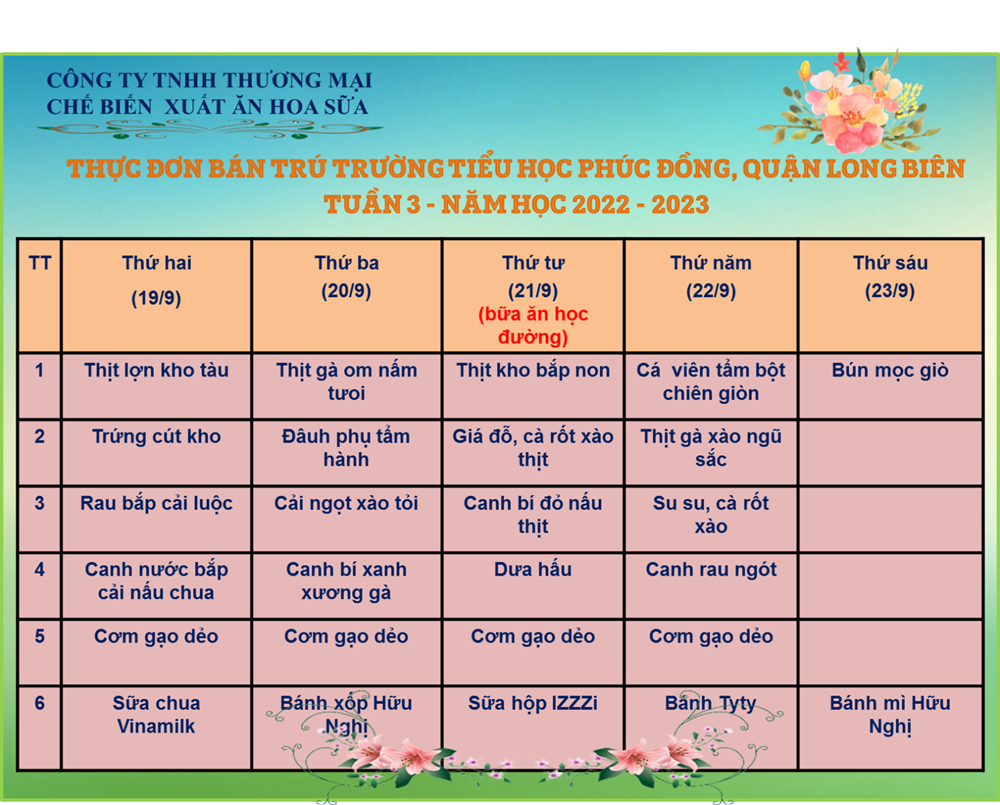 CÔNG TY TNHH THƯƠNG MẠI
CHẾ BIẾN XUẤT ĂN HOA SỮA
THỰC ĐƠN BÁN TRÚ TRƯỜNG TIỂU HỌC PHÚC ĐỒNG, QUẬN LONG BIÊN
TUẦN 3 - NĂM HỌC 2022 - 2023
TT Thứ hai Thứ ba Thứ tư Thứ năm Thứ sáu
(19/9) (20/9) (21/9) (22/9) (23/9)
(bữa ăn học
đường)
1 Thịt lợn kho tàu Thịt gà om nấm Thịt kho bắp non Cá viên tẩm bột Bún mọc giò
tươi chiên giòn
2 Trứng cút kho Đâuh phụ tẩm Giá đỗ, cà rốt xào Thịt gà xào ngũ
hành thịt sắc
3 Rau bắp cải luộc Cải ngọt xào tỏi Canh bí đỏ nấu Su su, cà rốt
thịt xào
4 Canh nước bắp Canh bí xanh Dưa hấu Canh rau ngót
cải nấu chua xương gà
5 Cơm gạo dẻo Cơm gạo dẻo Cơm gạo dẻo Cơm gạo dẻo
6 Sữa chua Bánh xốp Hữu Sữa hộp IZZZi Bánh Tyty Bánh mì Hữu
Vinamilk Nghị Nghị